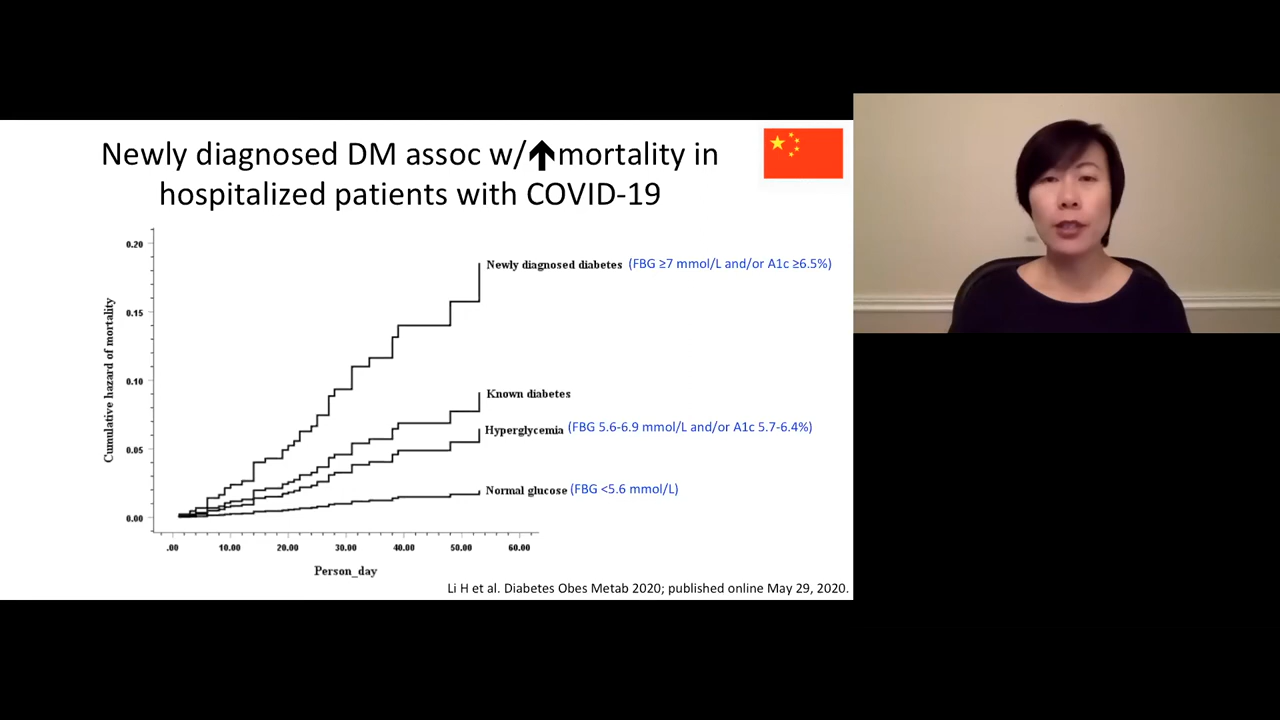 Newly diagnosed DM assoc w/↑mortality in
hospitalized patients with COVID-19
Cumulative hazard of mortality
0.20
0.15
0.10
0.05
0.00
Newly diagnosed diabetes (FBG ≥7 mmol/L and/or A1c ≥6.5%)
Known diabetes
Hyperglycemia (FBG 5.6-6.9 mmol/L and/or A1c 5.7-6.4%)
Normal glucose (FBG <5.6 mmol/L)
.00 10.00 20.00 30.00 40.00 50.00 60.00
Person_day
Li H et al. Diabetes Obes Metab 2020; published online May 29, 2020.